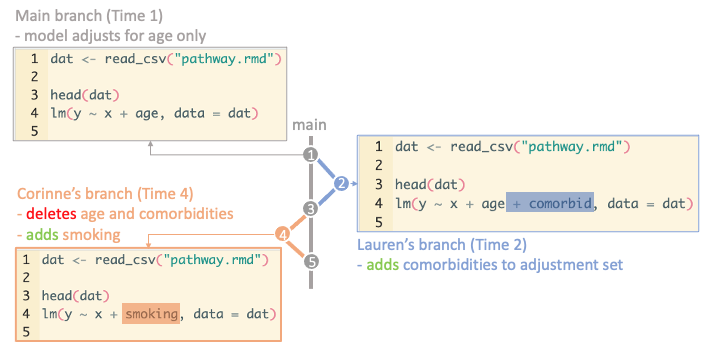 Main branch (Time 1)
- model adjusts for age only
1 dat <- read_csv("pathway.rmd")
2
3 head(dat)
4 lm(y ~ x + age, data = dat)
5
main
1
2
3
4
5
1 dat <- read_csv("pathway.rmd")
2
3 head(dat)
4 lm(y ~ x + age + comorbid, data = dat)
5
Lauren's branch (Time 2)
- adds comorbidities to adjustment set
Corinne's branch (Time 4)
- deletes age and comorbidities
- adds smoking
1 dat <- read_csv("pathway.rmd")
2
3 head(dat)
4 lm(y ~ x + smoking, data = dat)
5